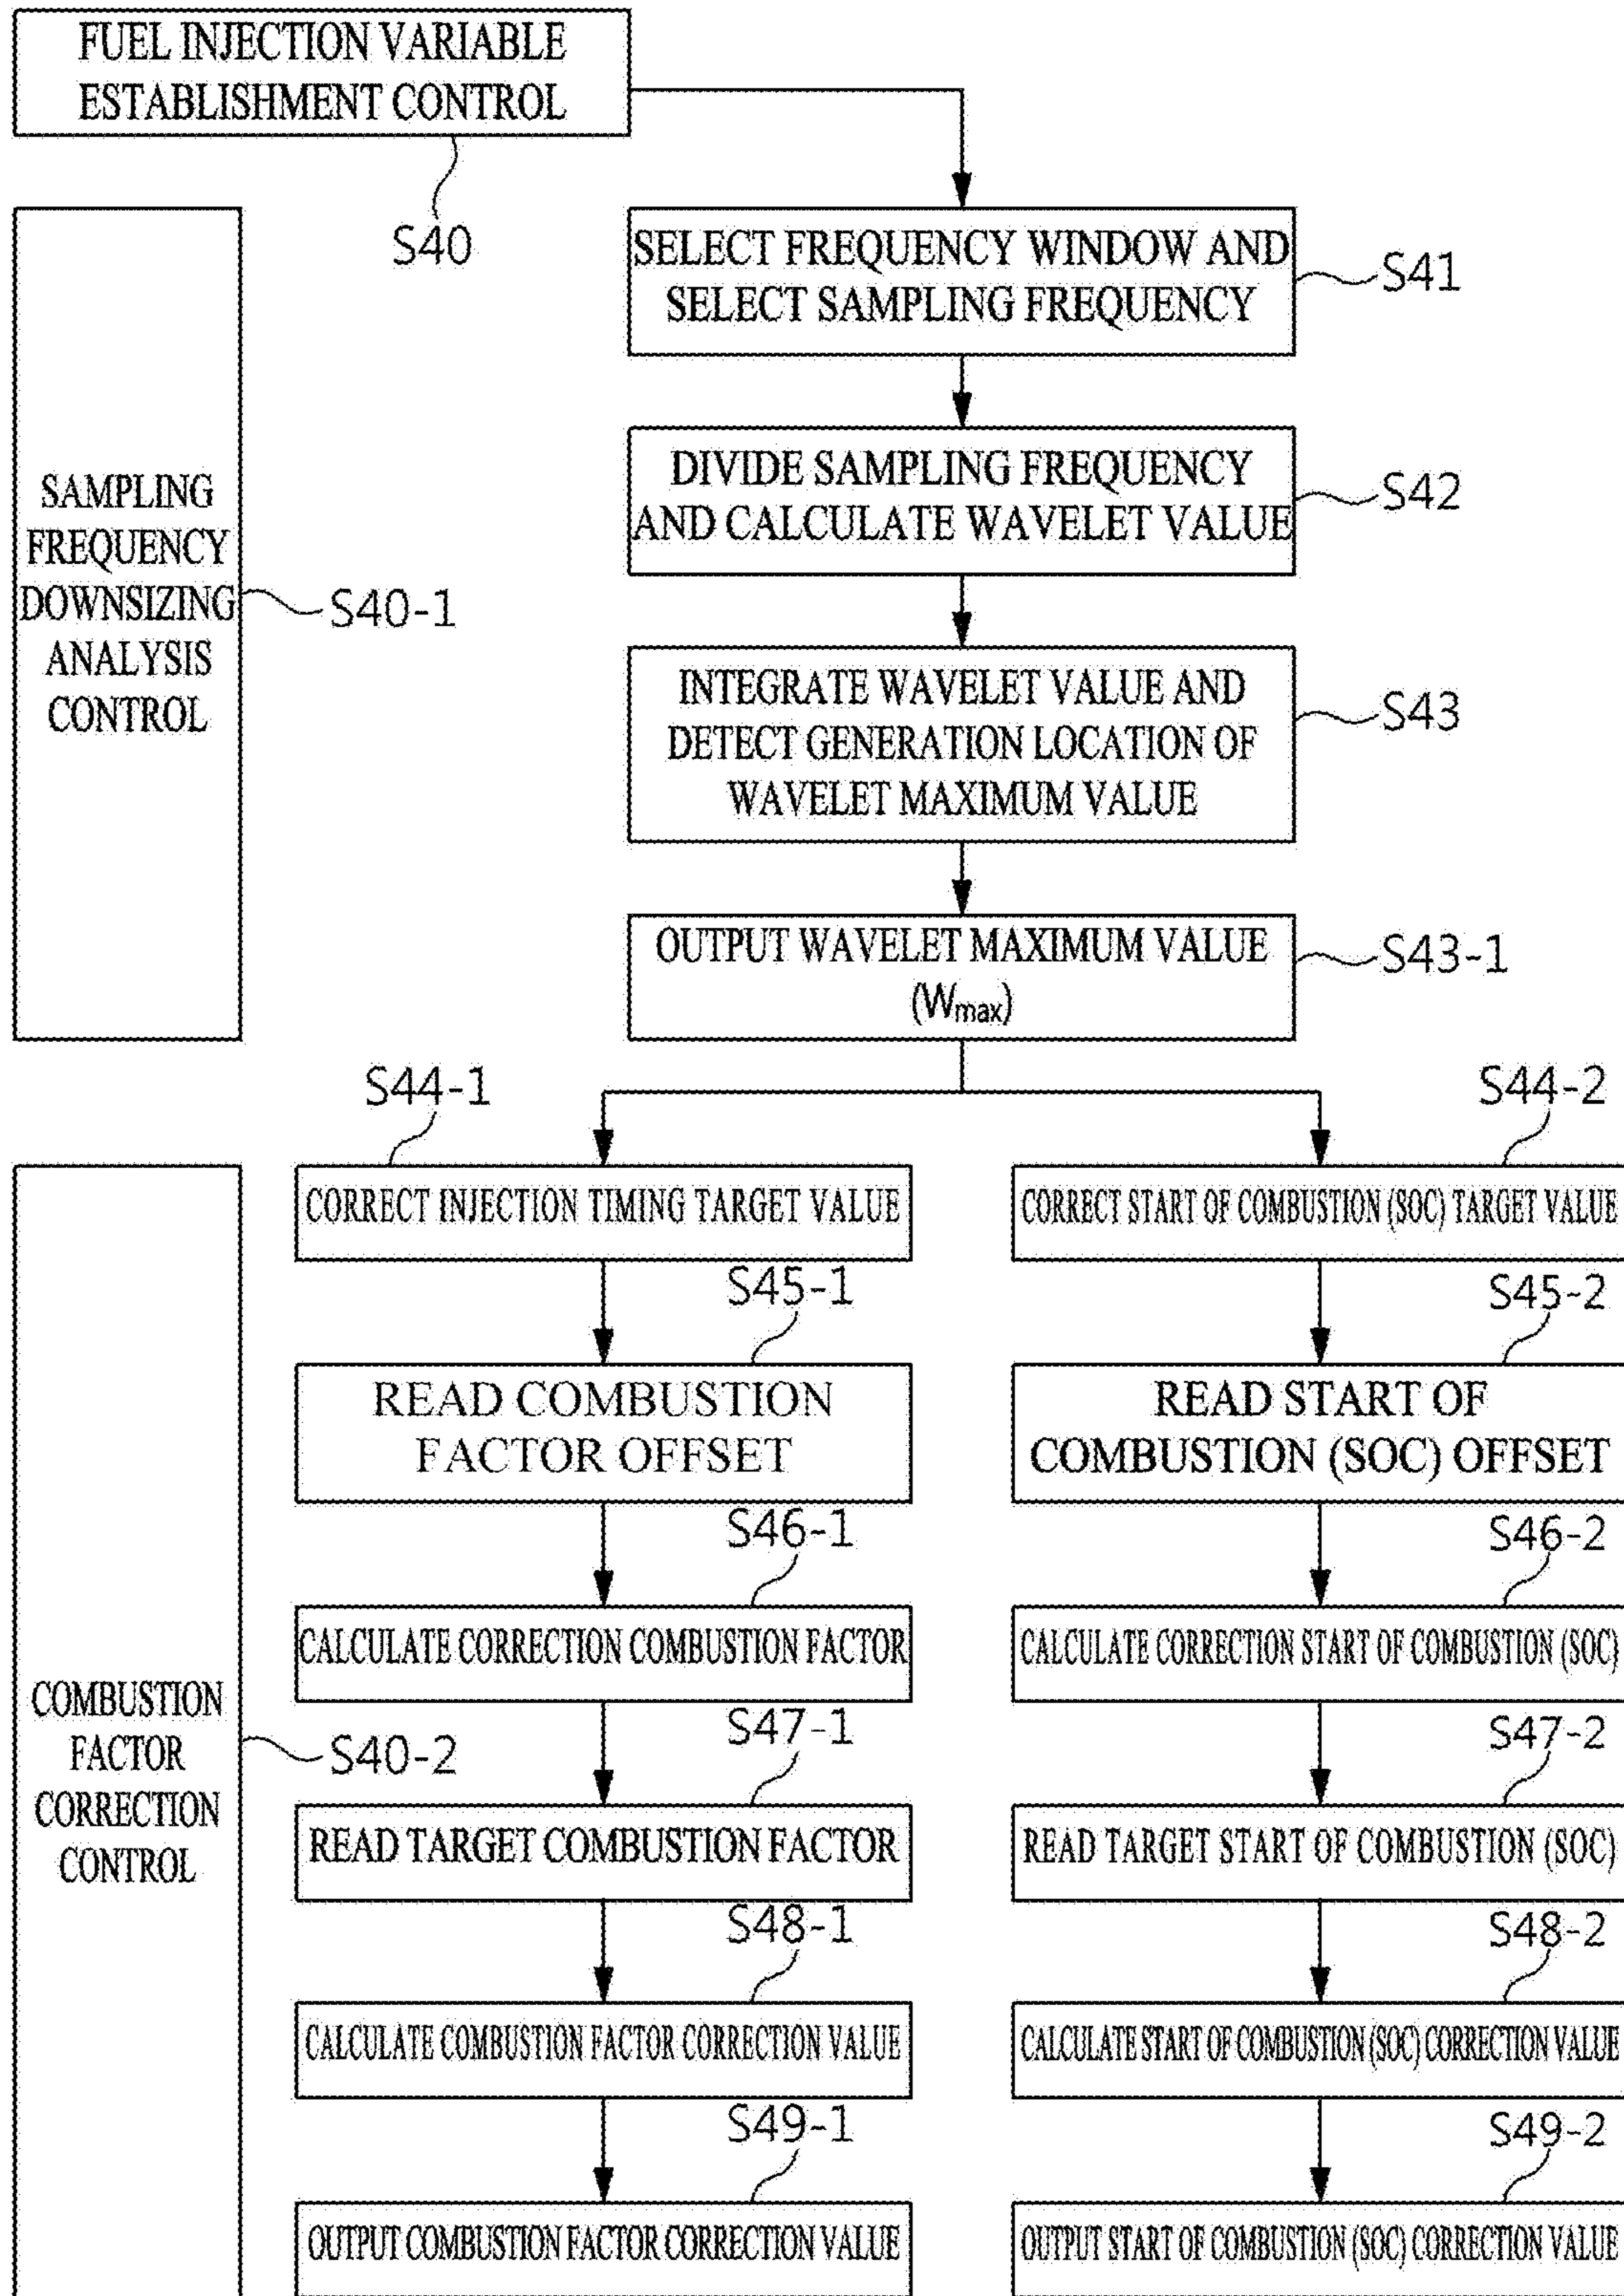 FUEL INJECTION VARIABLE
ESTABLISHMENT CONTROL
S40
SELECT FREQUENCY WINDOW AND
SELECT SAMPLING FREQUENCY
S41
DIVIDE SAMPLING FREQUENCY
AND CALCULATE WAVELET VALUE
S42
SAMPLING
FREQUENCY
DOWNSIZING
ANALYSIS
CONTROL
S40-1
INTEGRATE WAVELET VALUE AND
DETECT GENERATION LOCATION OF
WAVELET MAXIMUM VALUE
S43
OUTPUT WAVELET MAXIMUM VALUE
(Wmax)
S43-1
S44-1
S44-2
CORRECT INJECTION TIMING TARGET VALUE
CORRECT START OF COMBUSTION (SOC) TARGET VALUE
S45-1
S45-2
READ COMBUSTION
FACTOR OFFSET
READ START OF
COMBUSTION (SOC) OFFSET
S46-1
S46-2
CALCULATE CORRECTION COMBUSTION FACTOR
CALCULATE CORRECTION START OF COMBUSTION (SOC)
COMBUSTION
FACTOR
CORRECTION
CONTROL
S40-2
S47-1
S47-2
READ TARGET COMBUSTION FACTOR
READ TARGET START OF COMBUSTION (SOC)
S48-1
S48-2
CALCULATE COMBUSTION FACTOR CORRECTION VALUE
CALCULATE START OF COMBUSTION (SOC) CORRECTION VALUE
S49-1
S49-2
OUTPUT COMBUSTION FACTOR CORRECTION VALUE
OUTPUT START OF COMBUSTION (SOC) CORRECTION VALUE